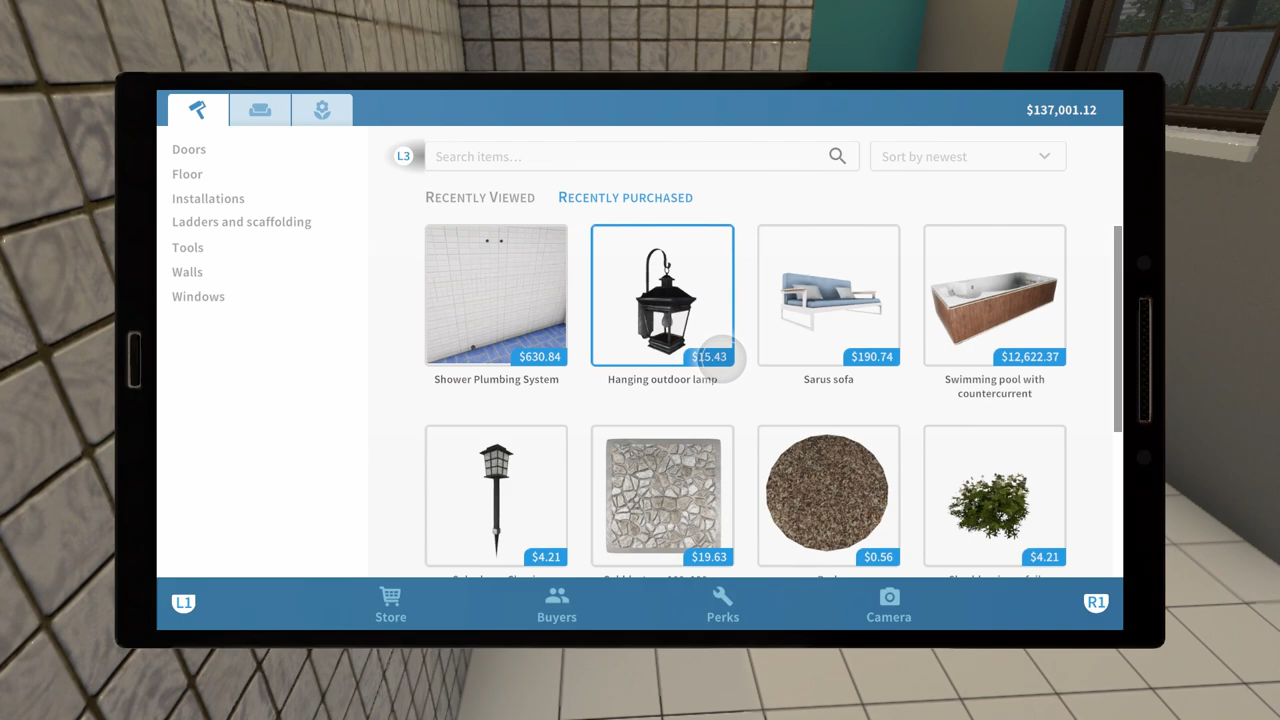 $137,001.12
Doors
Floor
Installations
Ladders and scaffolding
Tools
Walls
Windows
L3
Search items...
Sort by newest
RECENTLY VIEWED
RECENTLY PURCHASED
$630.84
$15.43
$190.74
$12,622.37
Shower Plumbing System
Hanging outdoor lamp
Sarus sofa
Swimming pool with
countercurrent
$4.21
$19.63
$0.56
$4.21
L1
Store
Buyers
Perks
Camera
R1